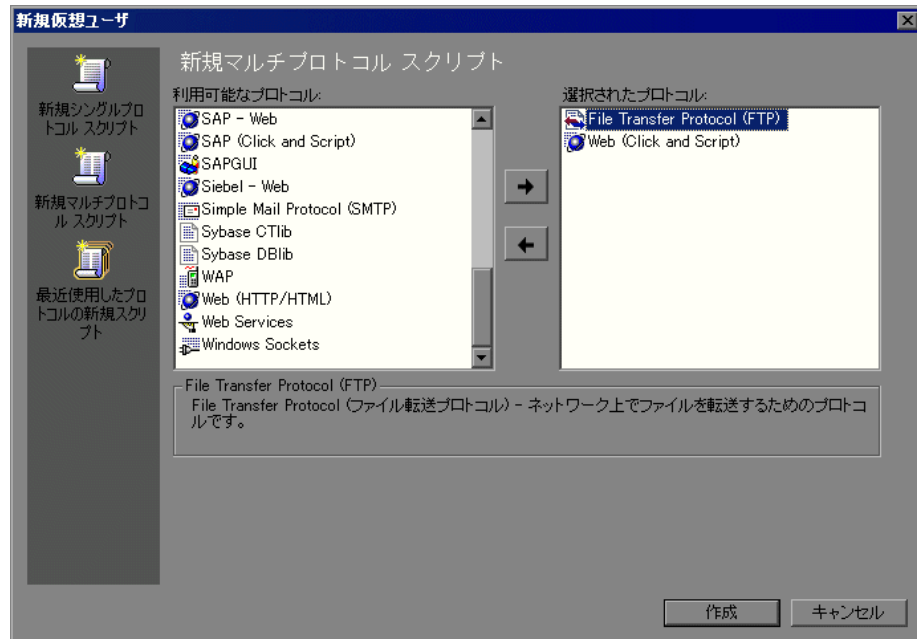 新規仮想ユーザ
新規シングルプロ
トコル スクリプト
新規マルチプロトコ
ル スクリプト
最近使用したプロ
トコルの新規スクリ
プト
新規マルチプロトコル スクリプト
利用可能なプロトコル:
SAP - Web
SAP (Click and Script)
SAPGUI
Siebel - Web
Simple Mail Protocol (SMTP)
Sybase CTlib
Sybase DBlib
WAP
Web (HTTP/HTML)
Web Services
Windows Sockets
選択されたプロトコル:
File Transfer Protocol (FTP)
Web (Click and Script)
File Transfer Protocol (FTP)
File Transfer Protocol (ファイル転送プロトコル) - ネットワーク上でファイルを転送するためのプロトコ
ルです。
作成
キャンセル